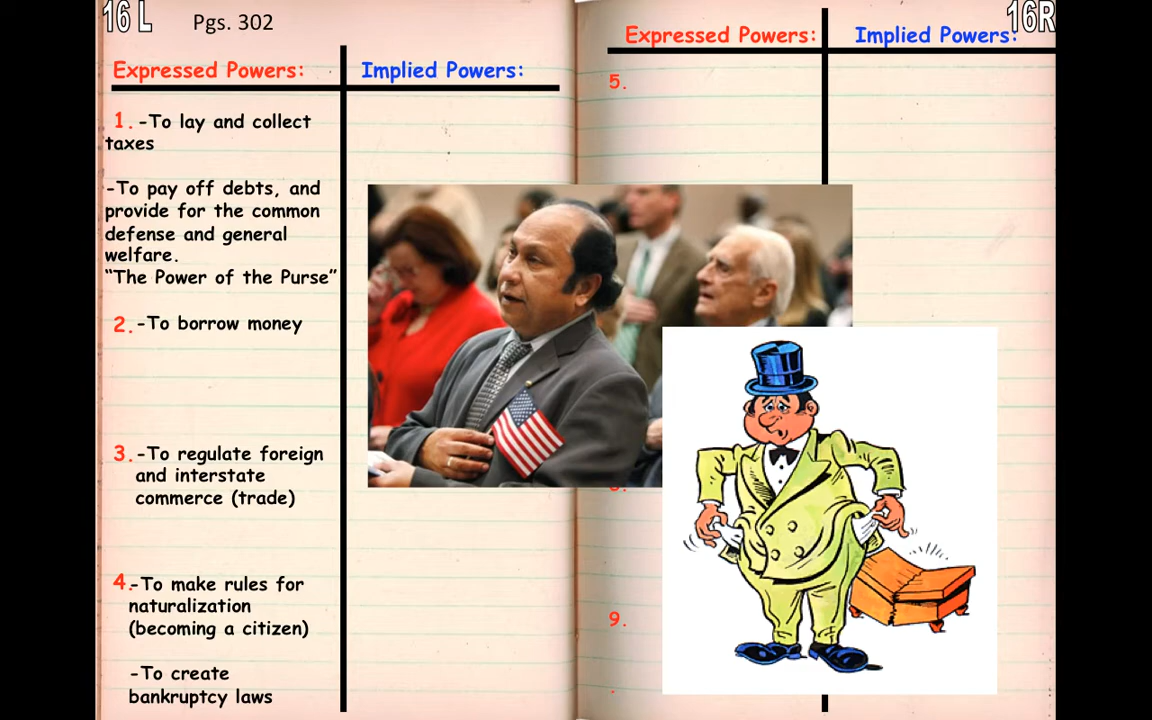 16 L
Pgs. 302
Expressed Powers:
Implied Powers:
1. -To lay and collect
taxes
-To pay off debts, and
provide for the common
defense and general
welfare.
“The Power of the Purse”
2. -To borrow money
3. -To regulate foreign
and interstate
commerce (trade)
4.-To make rules for
naturalization
(becoming a citizen)
-To create
bankruptcy laws
16R
Expressed Powers:
Implied Powers:
5.
9.